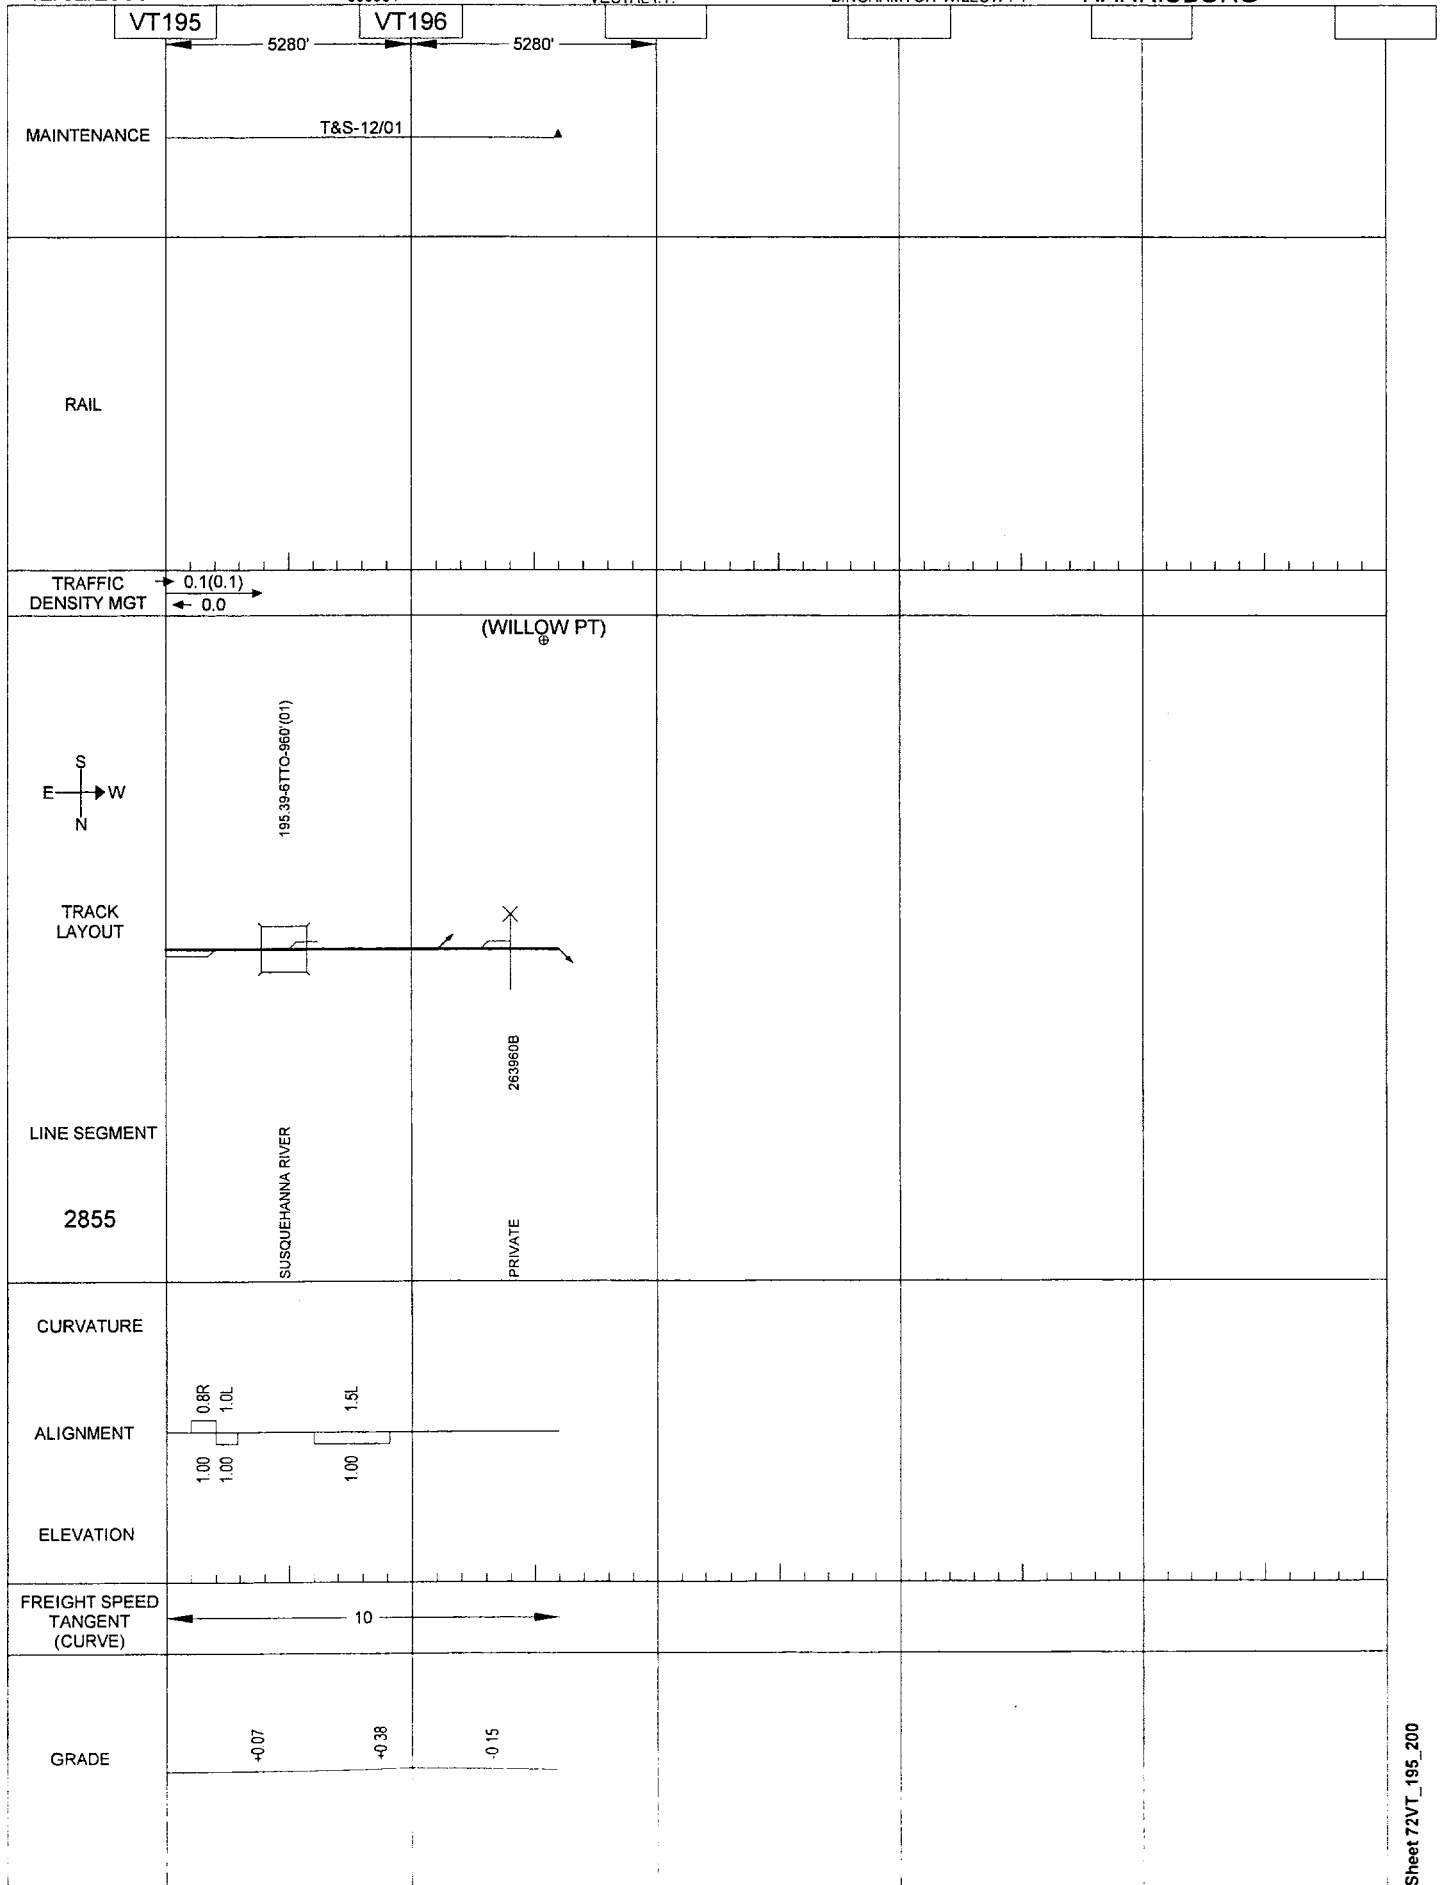 VT195
VT196
5280'
5280'
MAINTENANCE
T&S-12/01
RAIL
TRAFFIC
DENSITY MGT
0.1(0.1)
0.0
(WILLOW PT)
195.39-6TTO-960'(01)
S
E
W
N
TRACK
LAYOUT
263960B
LINE SEGMENT
SUSQUEHANNA RIVER
2855
PRIVATE
CURVATURE
0.8R
1.0L
1.5L
ALIGNMENT
1.00
1.00
1.00
ELEVATION
FREIGHT SPEED
TANGENT
(CURVE)
10
GRADE
+0.07
+0.38
-0.15
Sheet 72VT_195_200